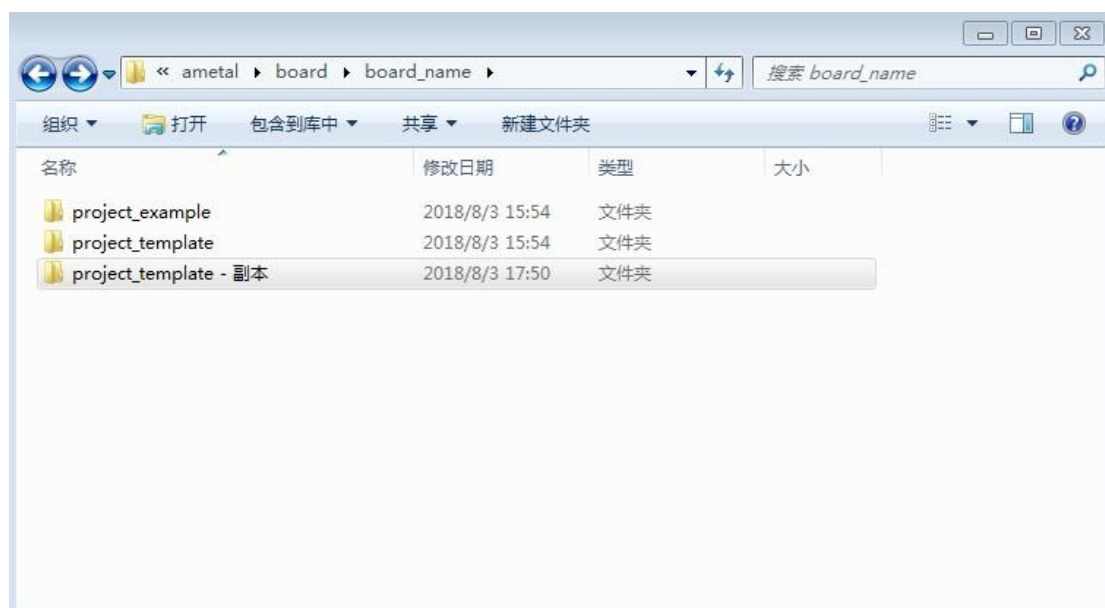 « ametal ▸ board ▸ board_name ▸ 搜索 board_name
组织 打开 包含到库中 共享 新建文件夹
名称 修改日期 类型 大小
project_example 2018/8/3 15:54 文件夹
project_template 2018/8/3 15:54 文件夹
project_template - 副本 2018/8/3 17:50 文件夹